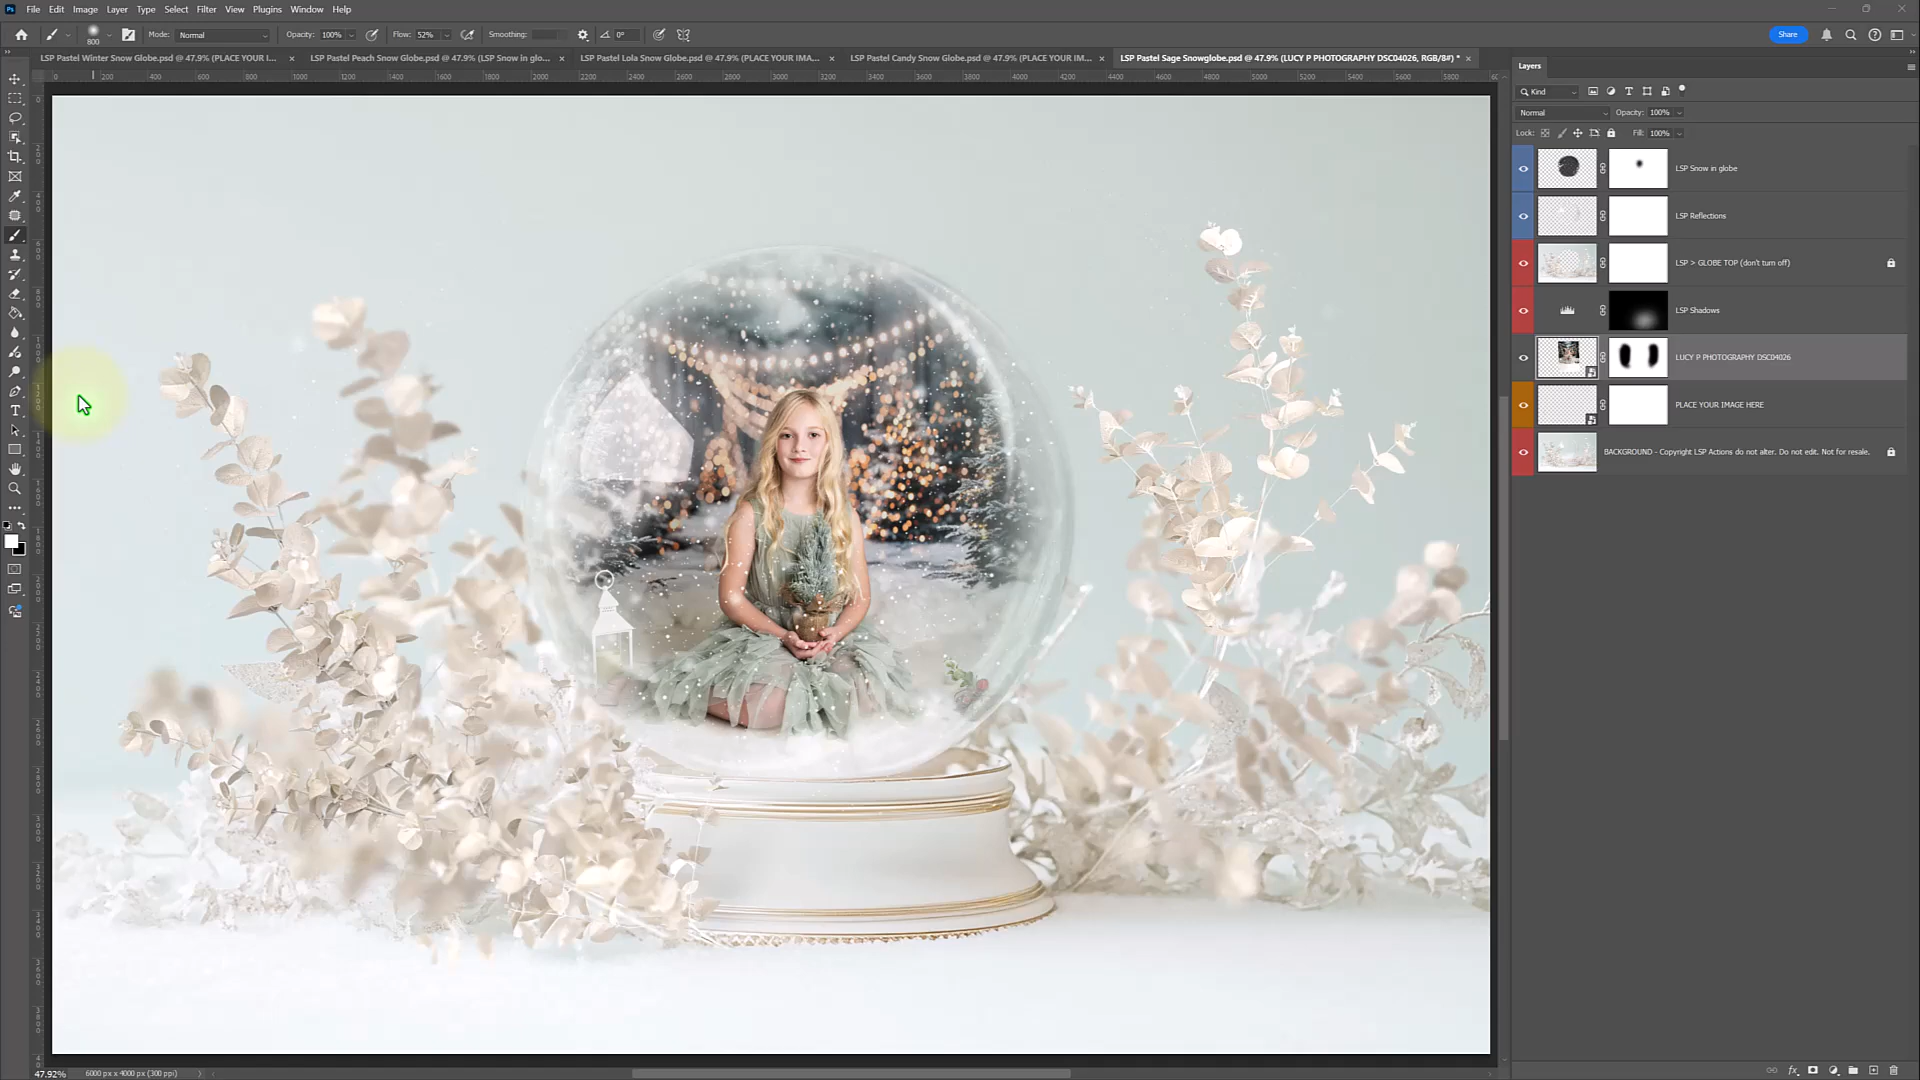 File Edit Image Layer Type Select Filter View Plugins Window Help
800 Mode: Normal Opacity: 100% Flow: 52% Smoothing: 0° Share
LSP Pastel Winter Snow Globe.psd @ 47.9% (PLACE YOUR I... LSP Pastel Peach Snow Globe.psd @ 47.9% (LSP Snow in glo... LSP Pastel Lola Snow Globe.psd @ 47.9% (PLACE YOUR IMA... LSP Pastel Candy Snow Globe.psd @ 47.9% (PLACE YOUR IM... LSP Pastel Sage Snowglobe.psd @ 47.9% (LUCY P PHOTOGRAPHY DSC04026, RGB/8#) *
Layers
Kind
Normal Opacity: 100%
Lock: Fill: 100%
LSP Snow in globe
LSP Reflections
LSP > GLOBE TOP (don't turn off)
LSP Shadows
LUCY P PHOTOGRAPHY DSC04026
PLACE YOUR IMAGE HERE
BACKGROUND - Copyright LSP Actions do not alter. Do not edit. Not for resale.
47.92% 6000 px x 4000 px (300 ppi)